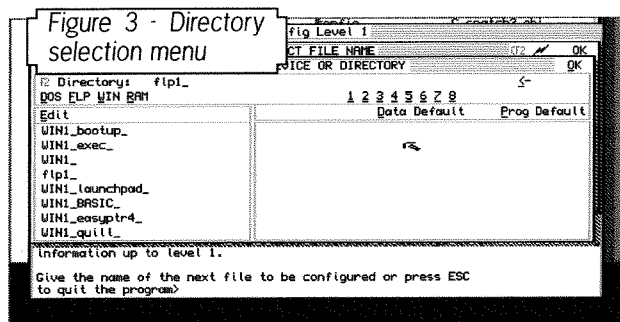 Figure 3 - Directory selection menu
Config C_spatch2_obj
fig Level 1
CT FILE NAME F2 OK
ICE OR DIRECTORY OK
F2 Directory: flp1_ <-
DOS FLP WIN RAM 1 2 3 4 5 6 7 8
Edit Data Default Prog Default
WIN1_bootup_
WIN1_exec_
WIN1_
flp1_
WIN1_launchpad_
WIN1_BASIC_
WIN1_easyptr4_
WIN1_quill_
information up to level 1.
Give the name of the next file to be configured or press ESC
to quit the program>